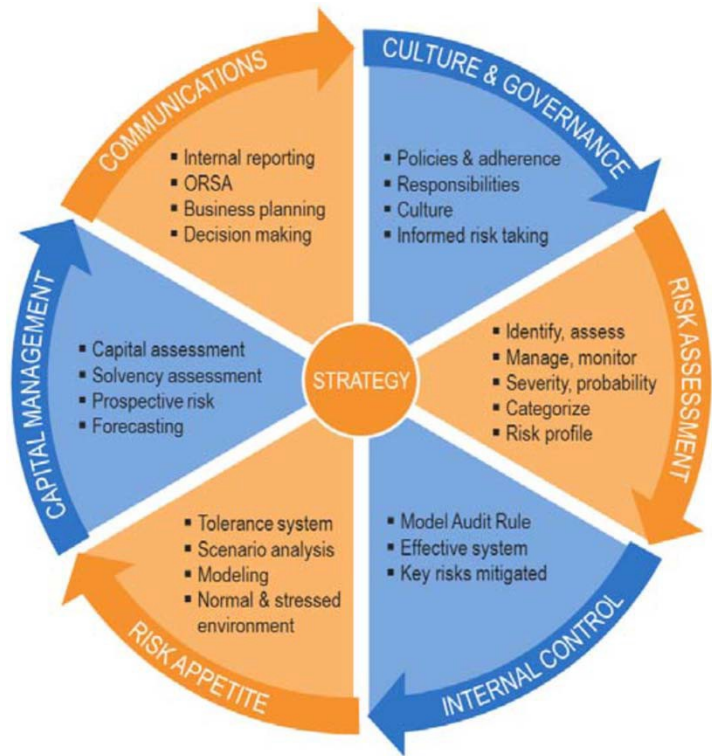 COMMUNICATIONS
▪ Internal reporting
▪ ORSA
▪ Business planning
▪ Decision making
CULTURE & GOVERNANCE
▪ Policies & adherence
▪ Responsibilities
▪ Culture
▪ Informed risk taking
RISK ASSESSMENT
▪ Identify, assess
▪ Manage, monitor
▪ Severity, probability
▪ Categorize
▪ Risk profile
INTERNAL CONTROL
▪ Model Audit Rule
▪ Effective system
▪ Key risks mitigated
RISK APPETITE
▪ Tolerance system
▪ Scenario analysis
▪ Modeling
▪ Normal & stressed
environment
CAPITAL MANAGEMENT
▪ Capital assessment
▪ Solvency assessment
▪ Prospective risk
▪ Forecasting
STRATEGY